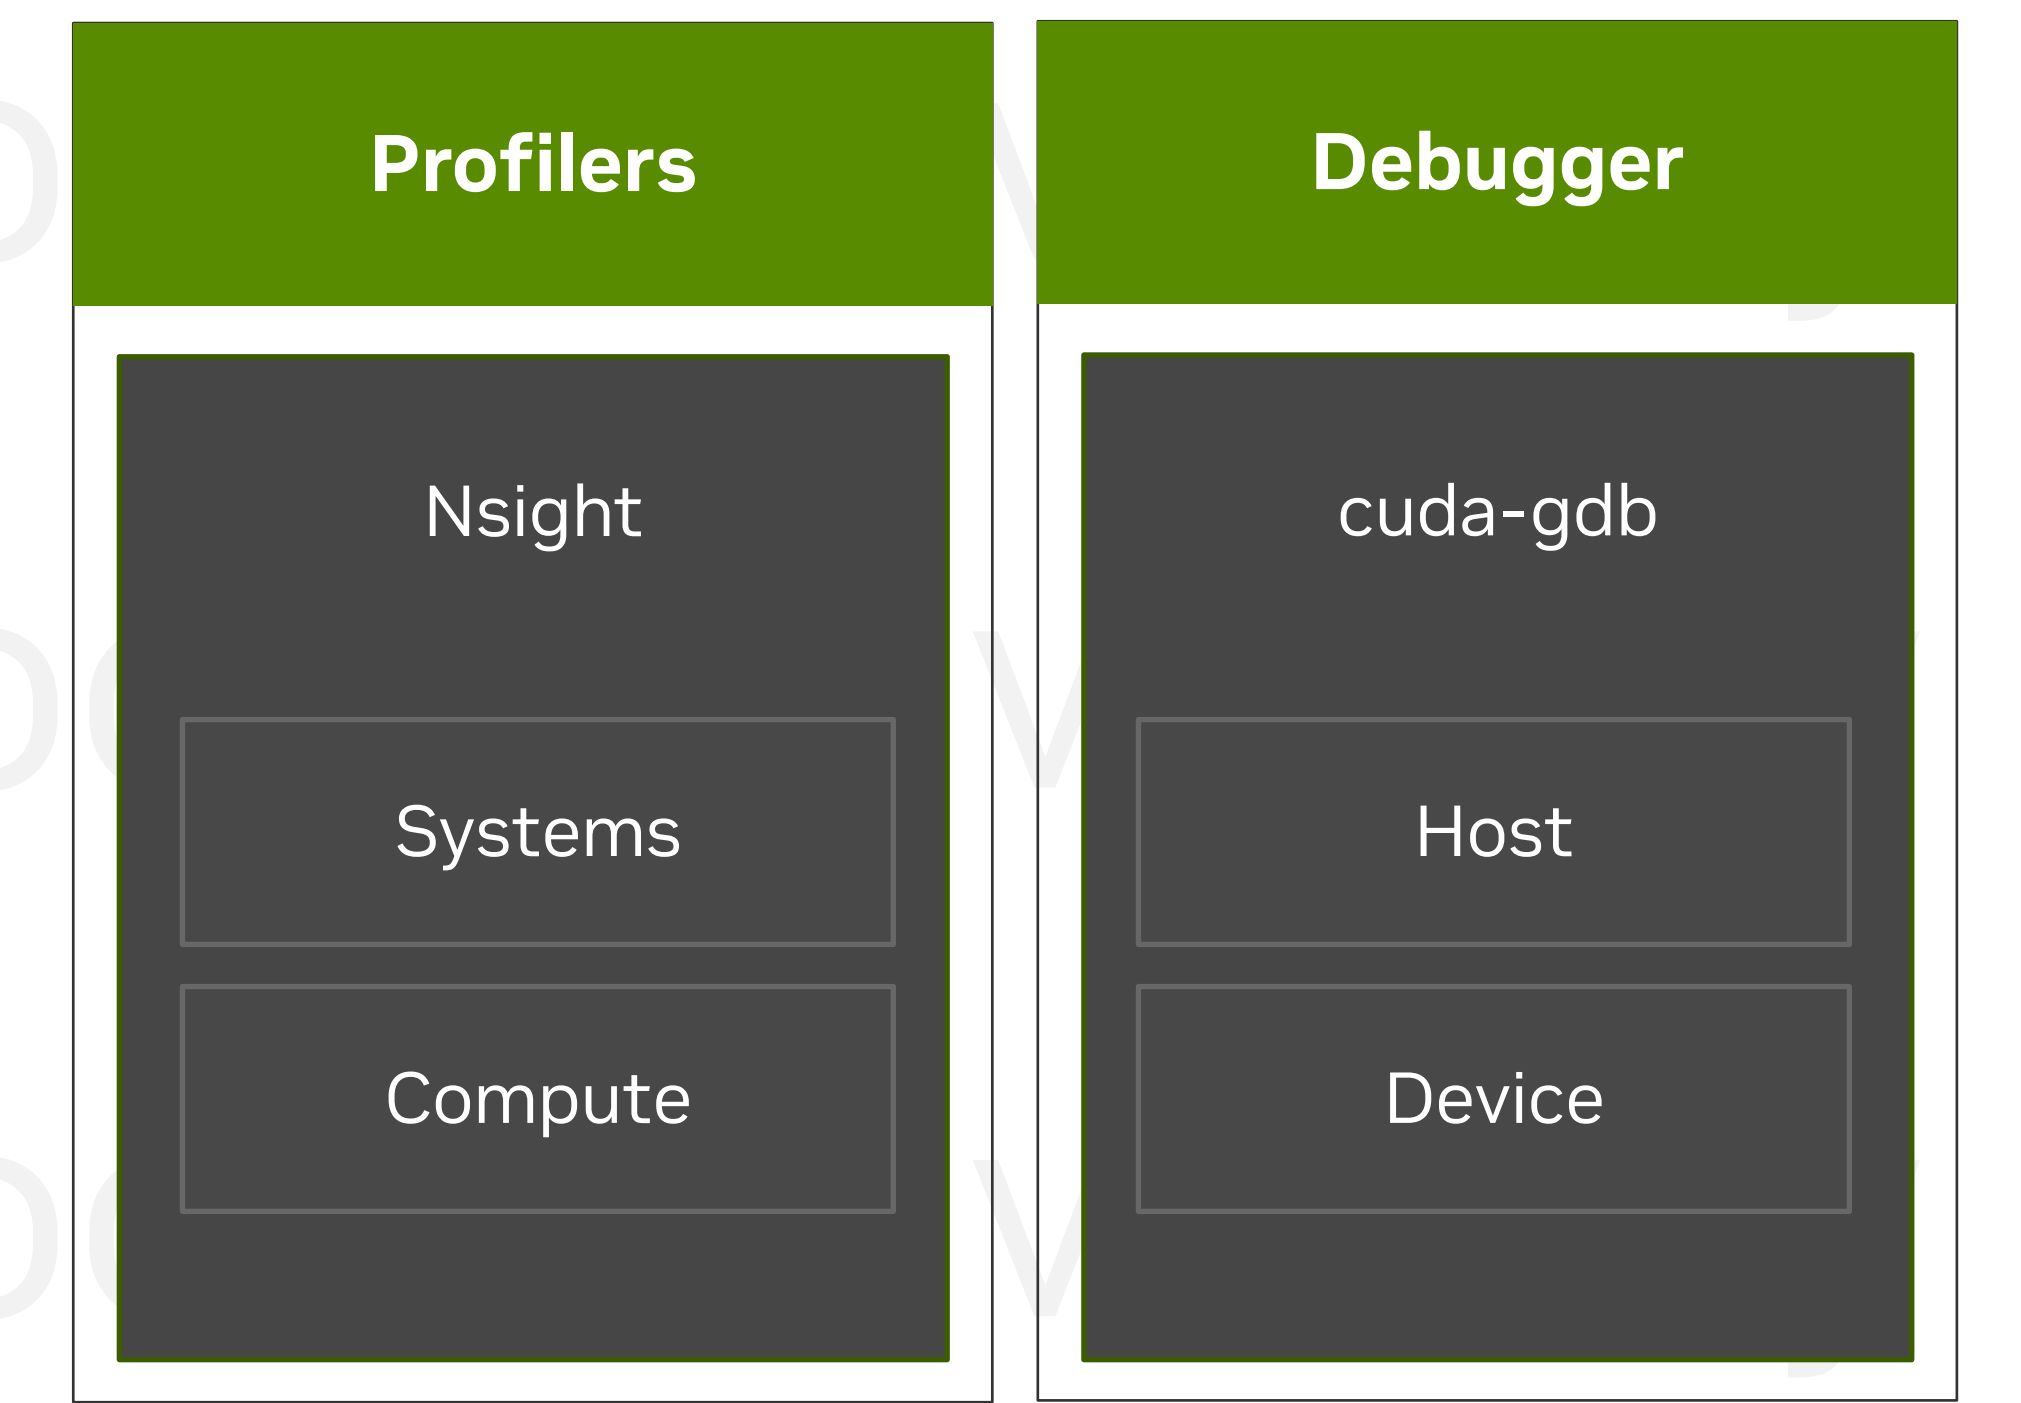 Profilers
Nsight
Systems
Compute
Debugger
cuda-gdb
Host
Device